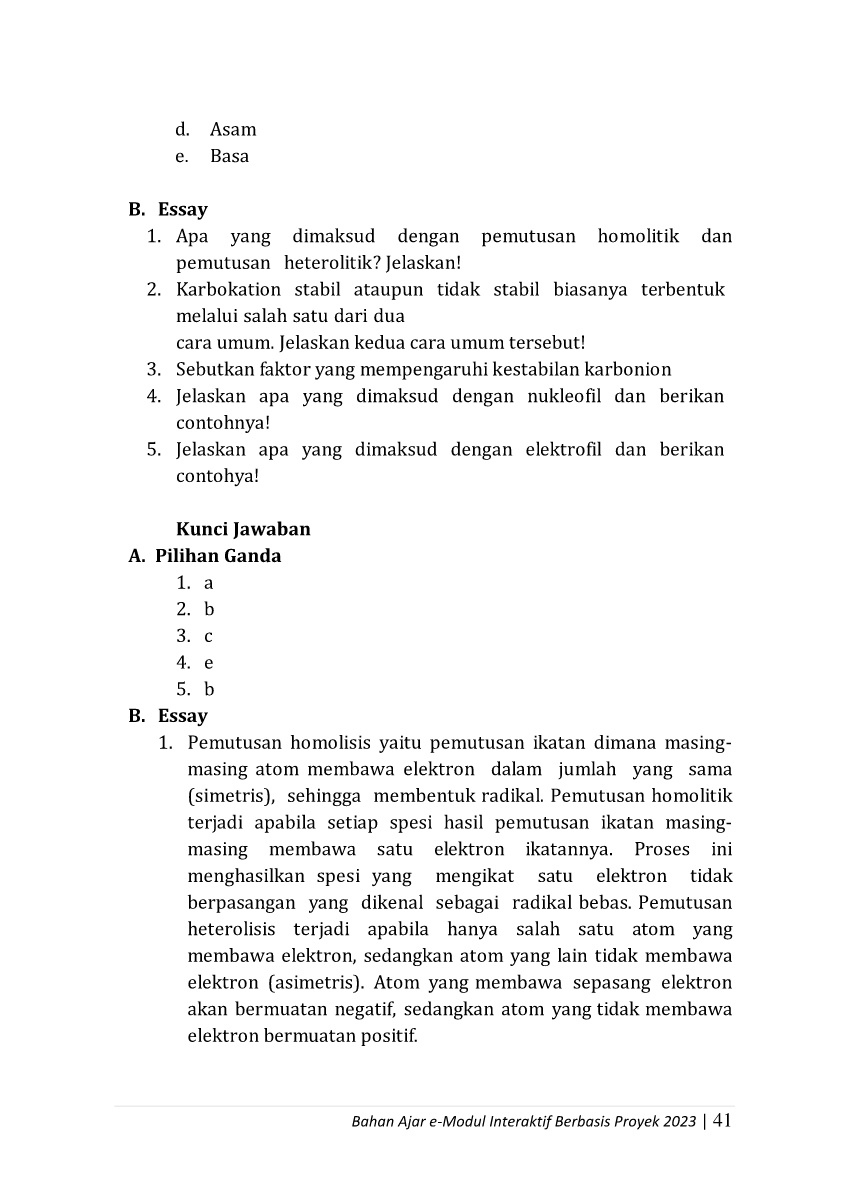 d. Asam
e. Basa
B. Essay
1. Apa yang dimaksud dengan pemutusan homolitik dan
pemutusan heterolitik? Jelaskan!
2. Karbokation stabil ataupun tidak stabil biasanya terbentuk
melalui salah satu dari dua
cara umum. Jelaskan kedua cara umum tersebut!
3. Sebutkan faktor yang mempengaruhi kestabilan karbonion
4. Jelaskan apa yang dimaksud dengan nukleofil dan berikan
contohnya!
5. Jelaskan apa yang dimaksud dengan elektrofil dan berikan
contohya!
Kunci Jawaban
A. Pilihan Ganda
1. a
2. b
3. c
4. e
5. b
B. Essay
1. Pemutusan homolisis yaitu pemutusan ikatan dimana masing-
masing atom membawa elektron dalam jumlah yang sama
(simetris), sehingga membentuk radikal. Pemutusan homolitik
terjadi apabila setiap spesi hasil pemutusan ikatan masing-
masing membawa satu elektron ikatannya. Proses ini
menghasilkan spesi yang mengikat satu elektron tidak
berpasangan yang dikenal sebagai radikal bebas. Pemutusan
heterolisis terjadi apabila hanya salah satu atom yang
membawa elektron, sedangkan atom yang lain tidak membawa
elektron (asimetris). Atom yang membawa sepasang elektron
akan bermuatan negatif, sedangkan atom yang tidak membawa
elektron bermuatan positif.
Bahan Ajar e-Modul Interaktif Berbasis Proyek 2023 | 41